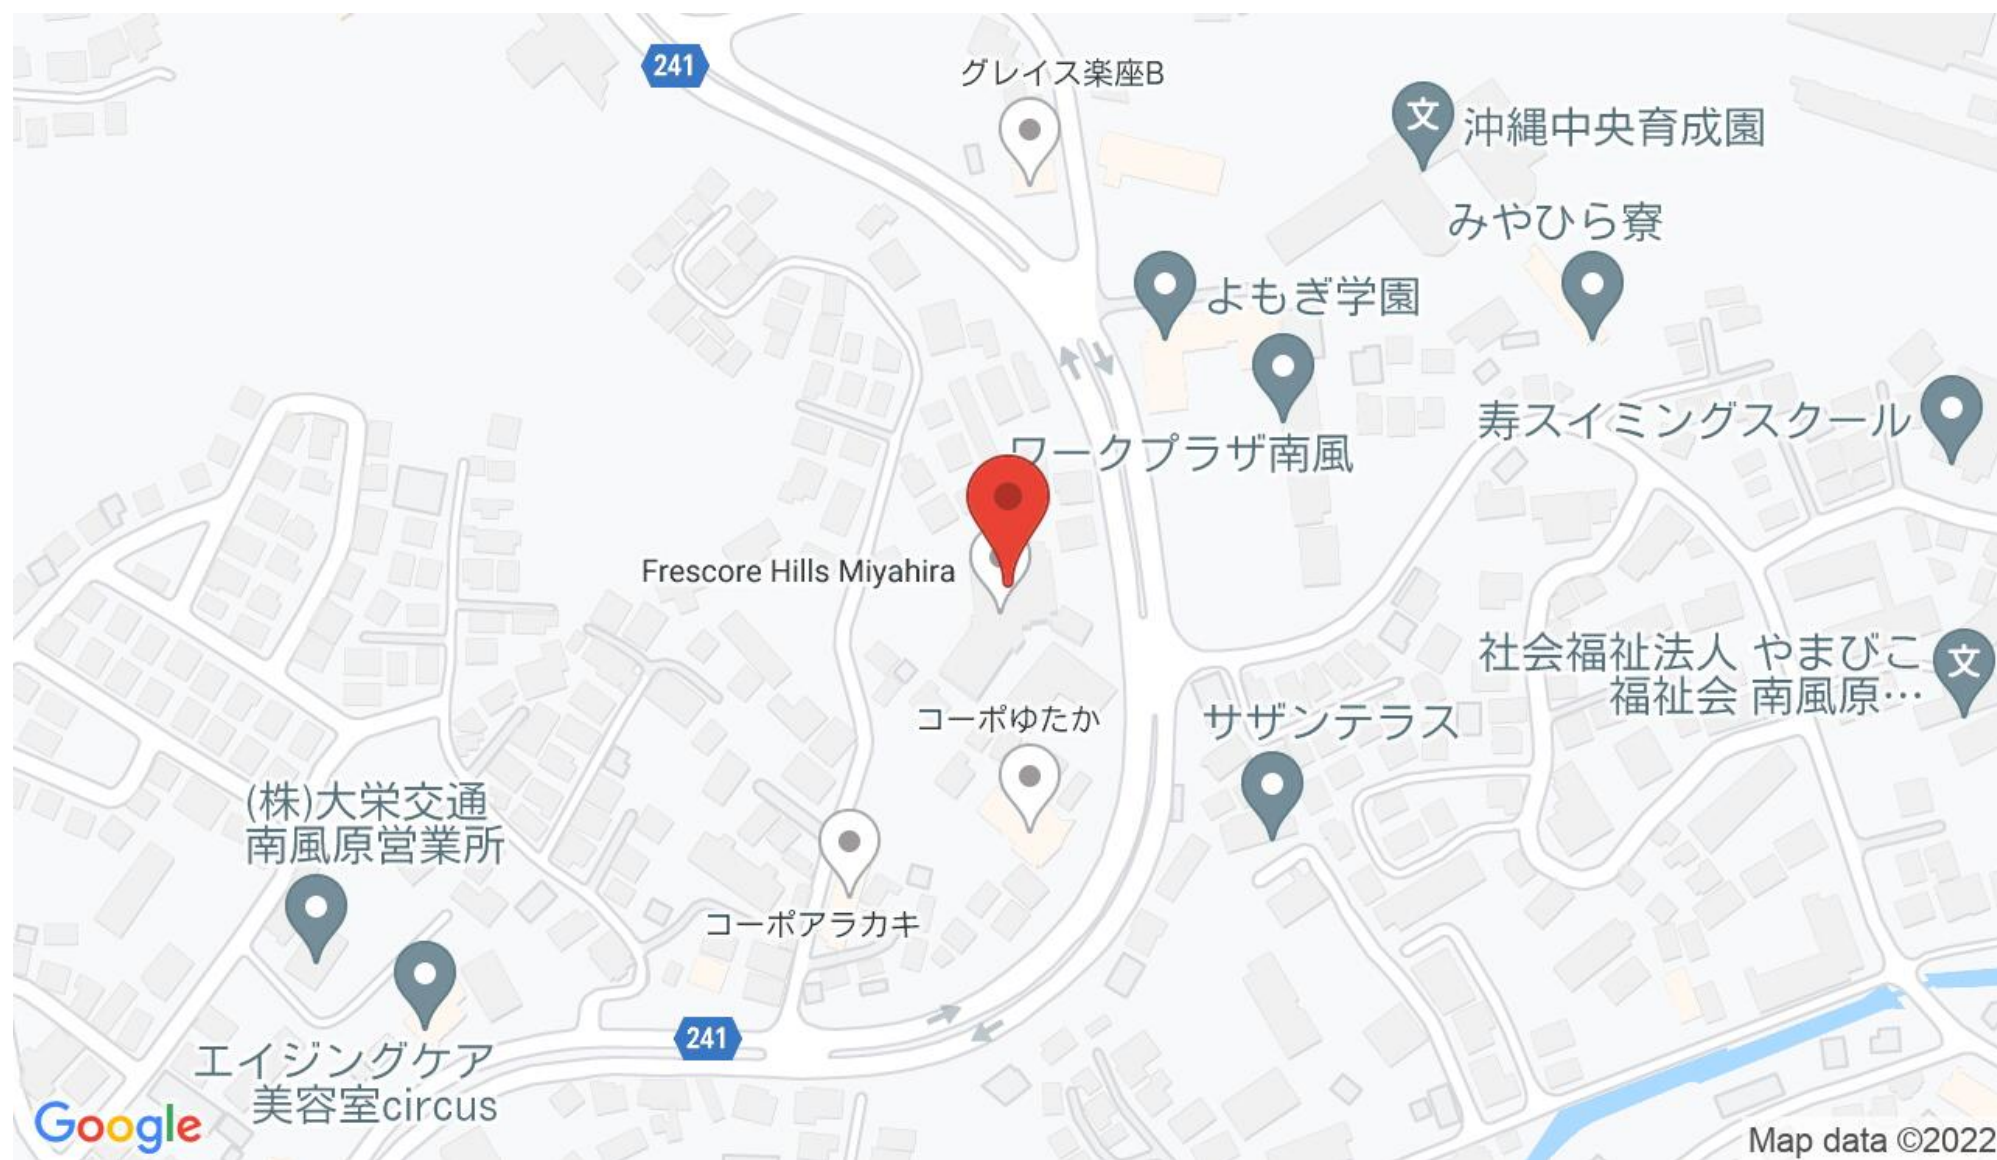 241
グレイス楽座B
文
沖縄中央育成園
みやひら寮
よもぎ学園
寿スイミングスクール
ワークプラザ南風
Frescore Hills Miyahira
社会福祉法人 やまびこ
福祉会 南風原…
文
コーポゆたか
サザンテラス
(株)大栄交通
南風原営業所
コーポアラカキ
241
エイジングケア
美容室circus
Google
Map data ©2022